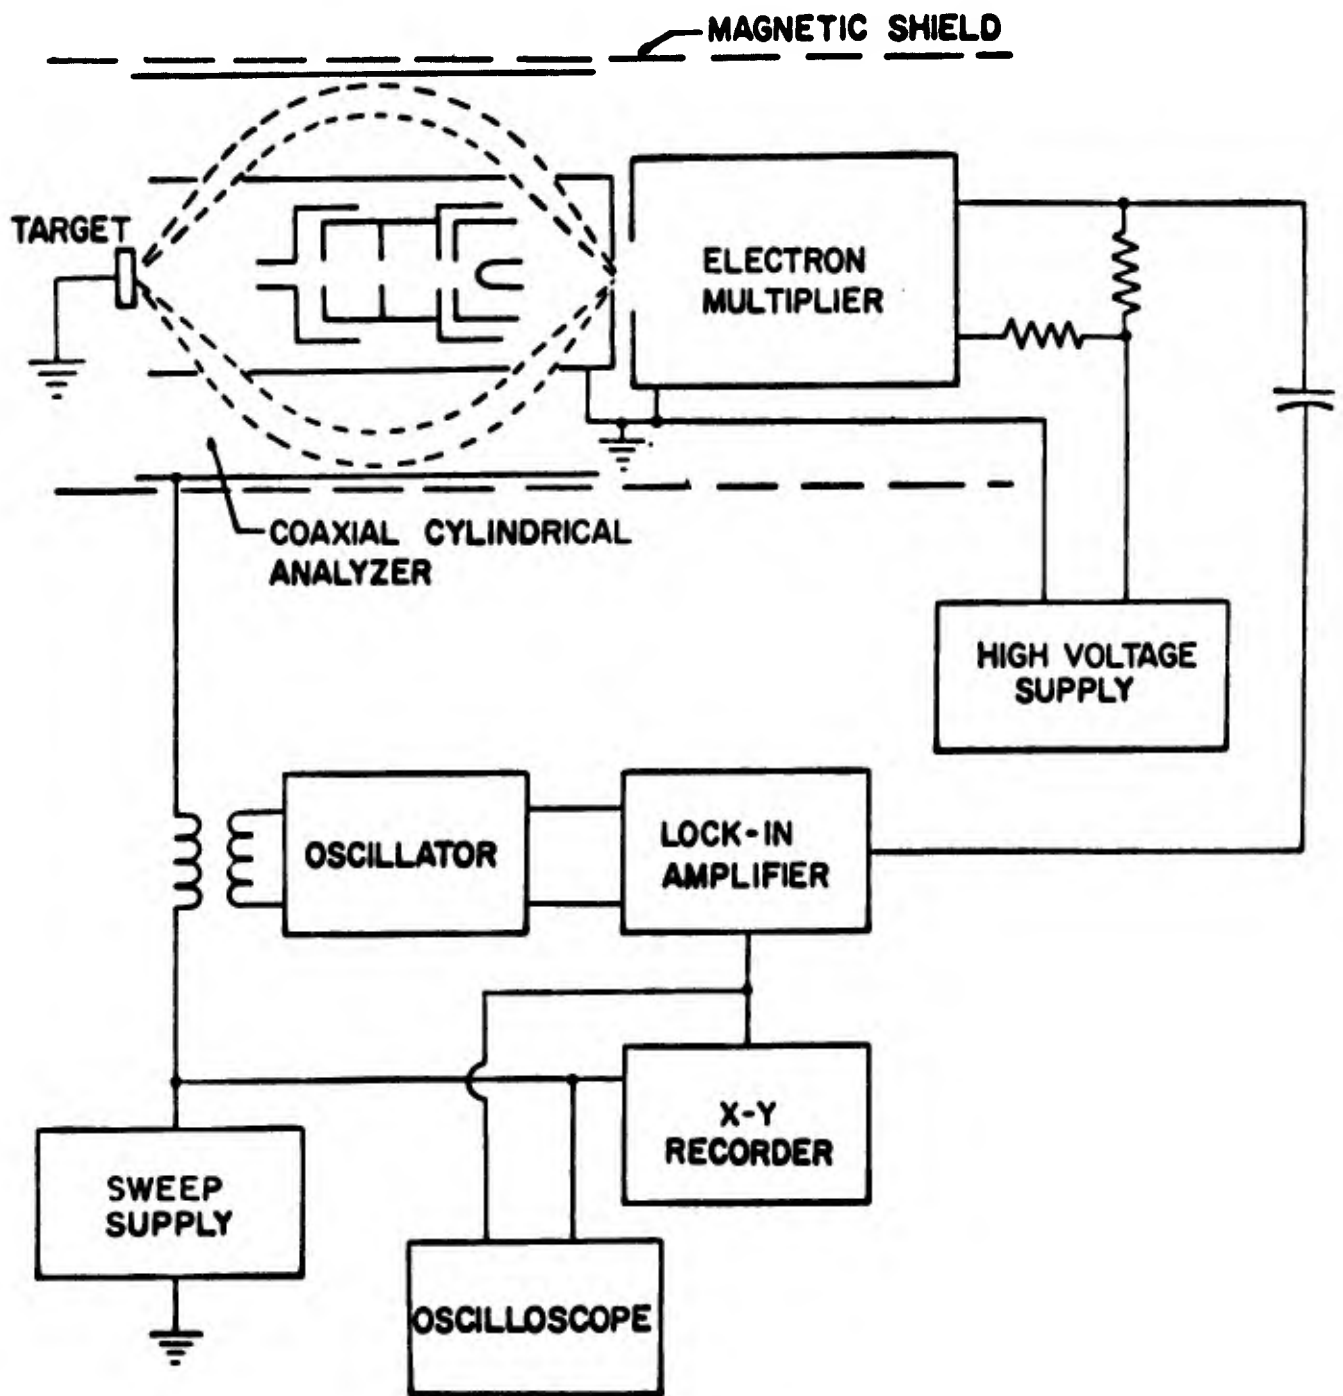 MAGNETIC SHIELD
TARGET
ELECTRON
MULTIPLIER
COAXIAL CYLINDRICAL
ANALYZER
HIGH VOLTAGE
SUPPLY
OSCILLATOR
LOCK-IN
AMPLIFIER
X-Y
RECORDER
SWEEP
SUPPLY
OSCILLOSCOPE